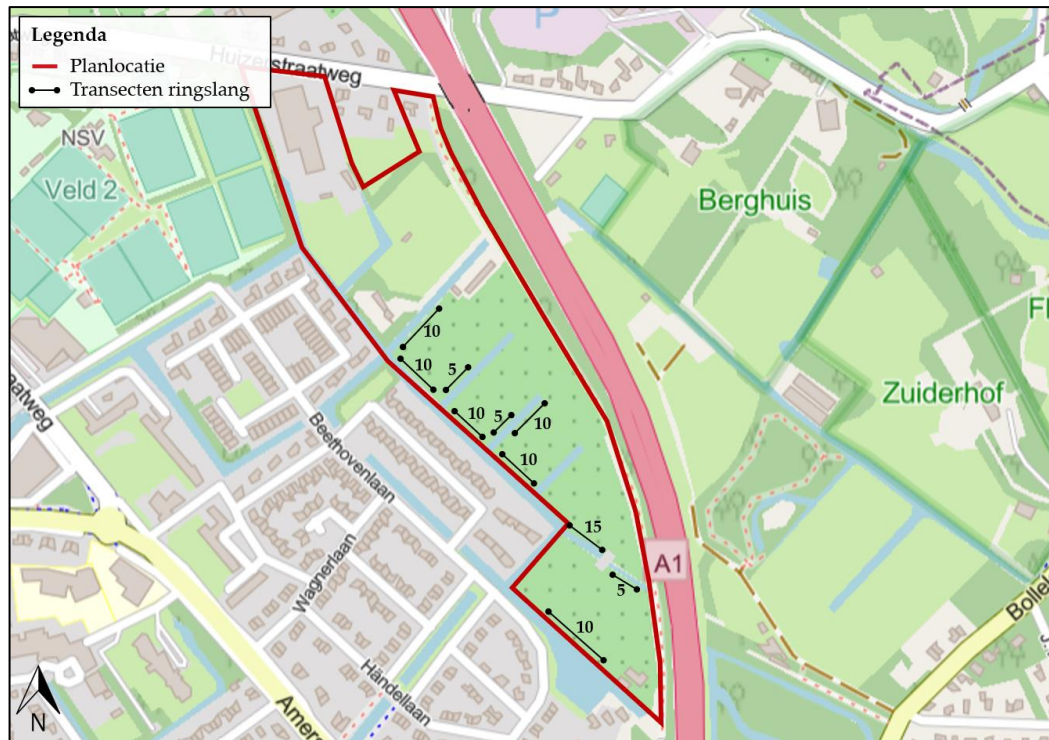 Legenda
Planlocatie
Transecten ringslang
Huizerstraatweg
P
NSV
Veld 2
Berghuis
Zuiderhof
10
10
5
10
5
10
10
15
5
10
A1
Beethovenlaan
Wagnerlaan
Händellaan
N